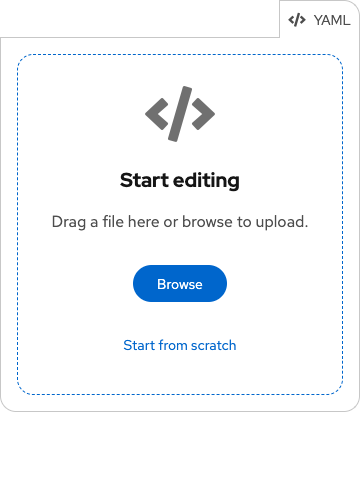 YAML
Start editing
Drag a file here or browse to upload.
Browse
Start from scratch